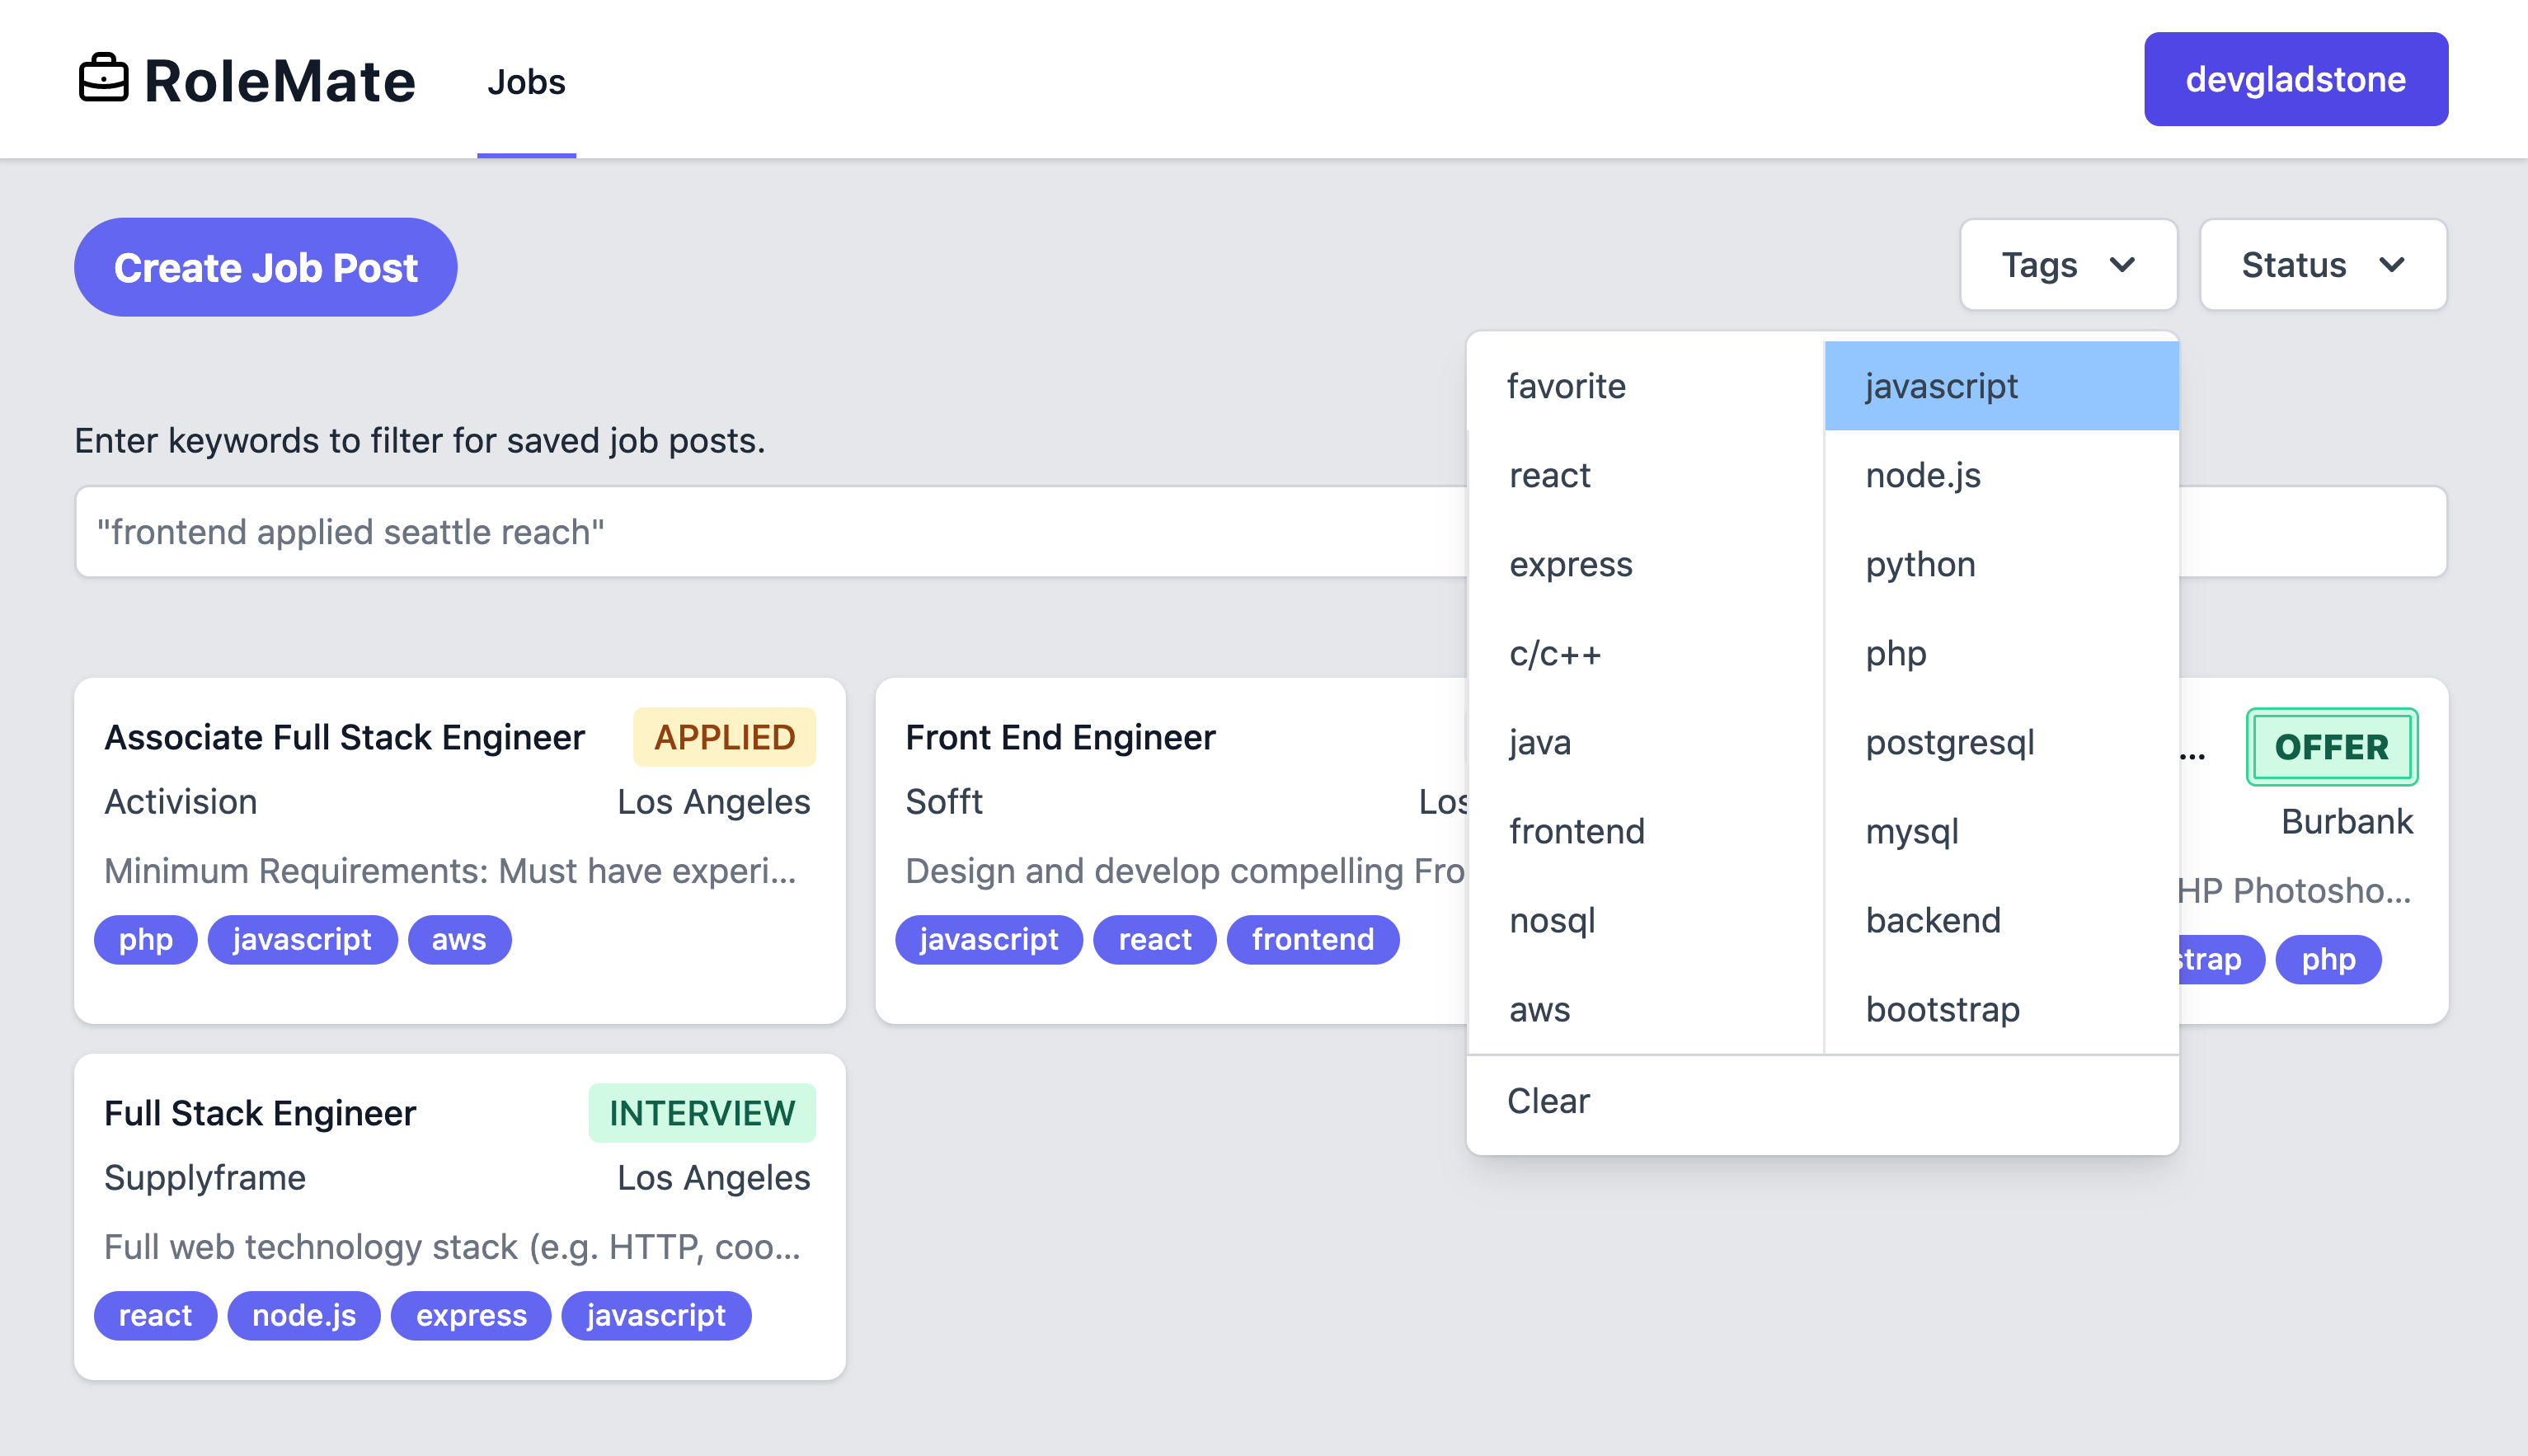 RoleMate
Jobs
devgladstone
Create Job Post
Tags
Status
favorite
javascript
react
node.js
express
python
c/c++
php
java
postgresql
frontend
mysql
nosql
backend
aws
bootstrap
Clear
Enter keywords to filter for saved job posts.
"frontend applied seattle reach"
Associate Full Stack Engineer
APPLIED
Activision
Los Angeles
Minimum Requirements: Must have experi...
php
javascript
aws
Front End Engineer
Sofft
Los
Design and develop compelling Fro
javascript
react
frontend
...
OFFER
Burbank
HP Photosho...
strap
php
Full Stack Engineer
INTERVIEW
Supplyframe
Los Angeles
Full web technology stack (e.g. HTTP, coo...
react
node.js
express
javascript